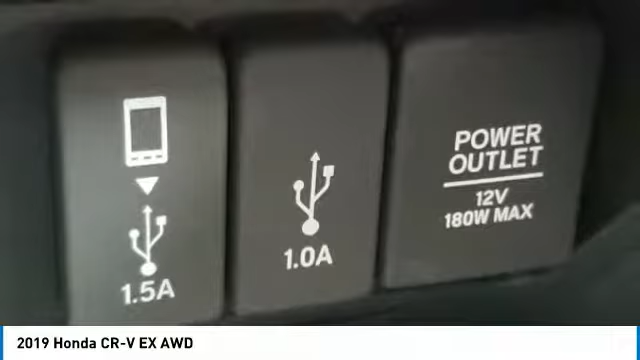 1.5A
1.0A
POWER
OUTLET
12V
180W MAX
2019 Honda CR-V EX AWD